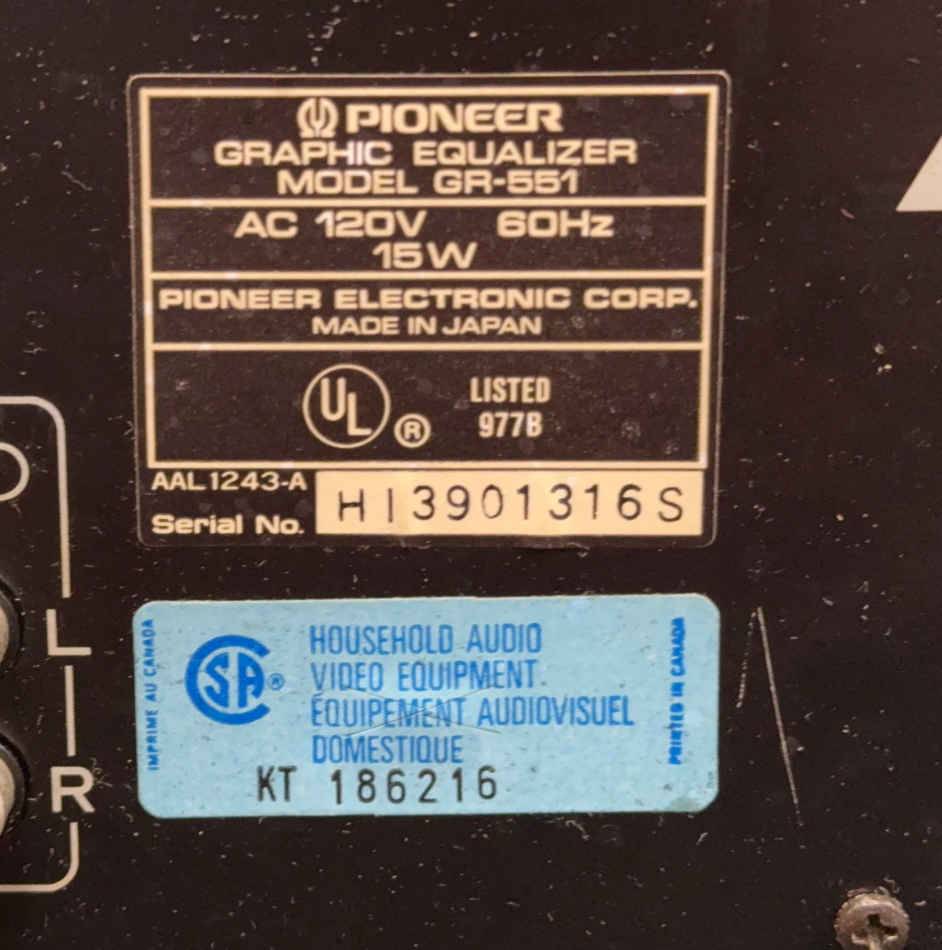 PIONEER
GRAPHIC EQUALIZER
MODEL GR-551
AC 120V 60Hz
15W
PIONEER ELECTRONIC CORP.
MADE IN JAPAN
UL ® LISTED
977B
AAL1243-A
Serial No. HI3901316S
L
R
IMPRIME AU CANADA
SA®
HOUSEHOLD AUDIO
VIDEO EQUIPMENT
ÉQUIPEMENT AUDIOVISUEL
DOMESTIQUE
KT 186216
PRINTED IN CANADA